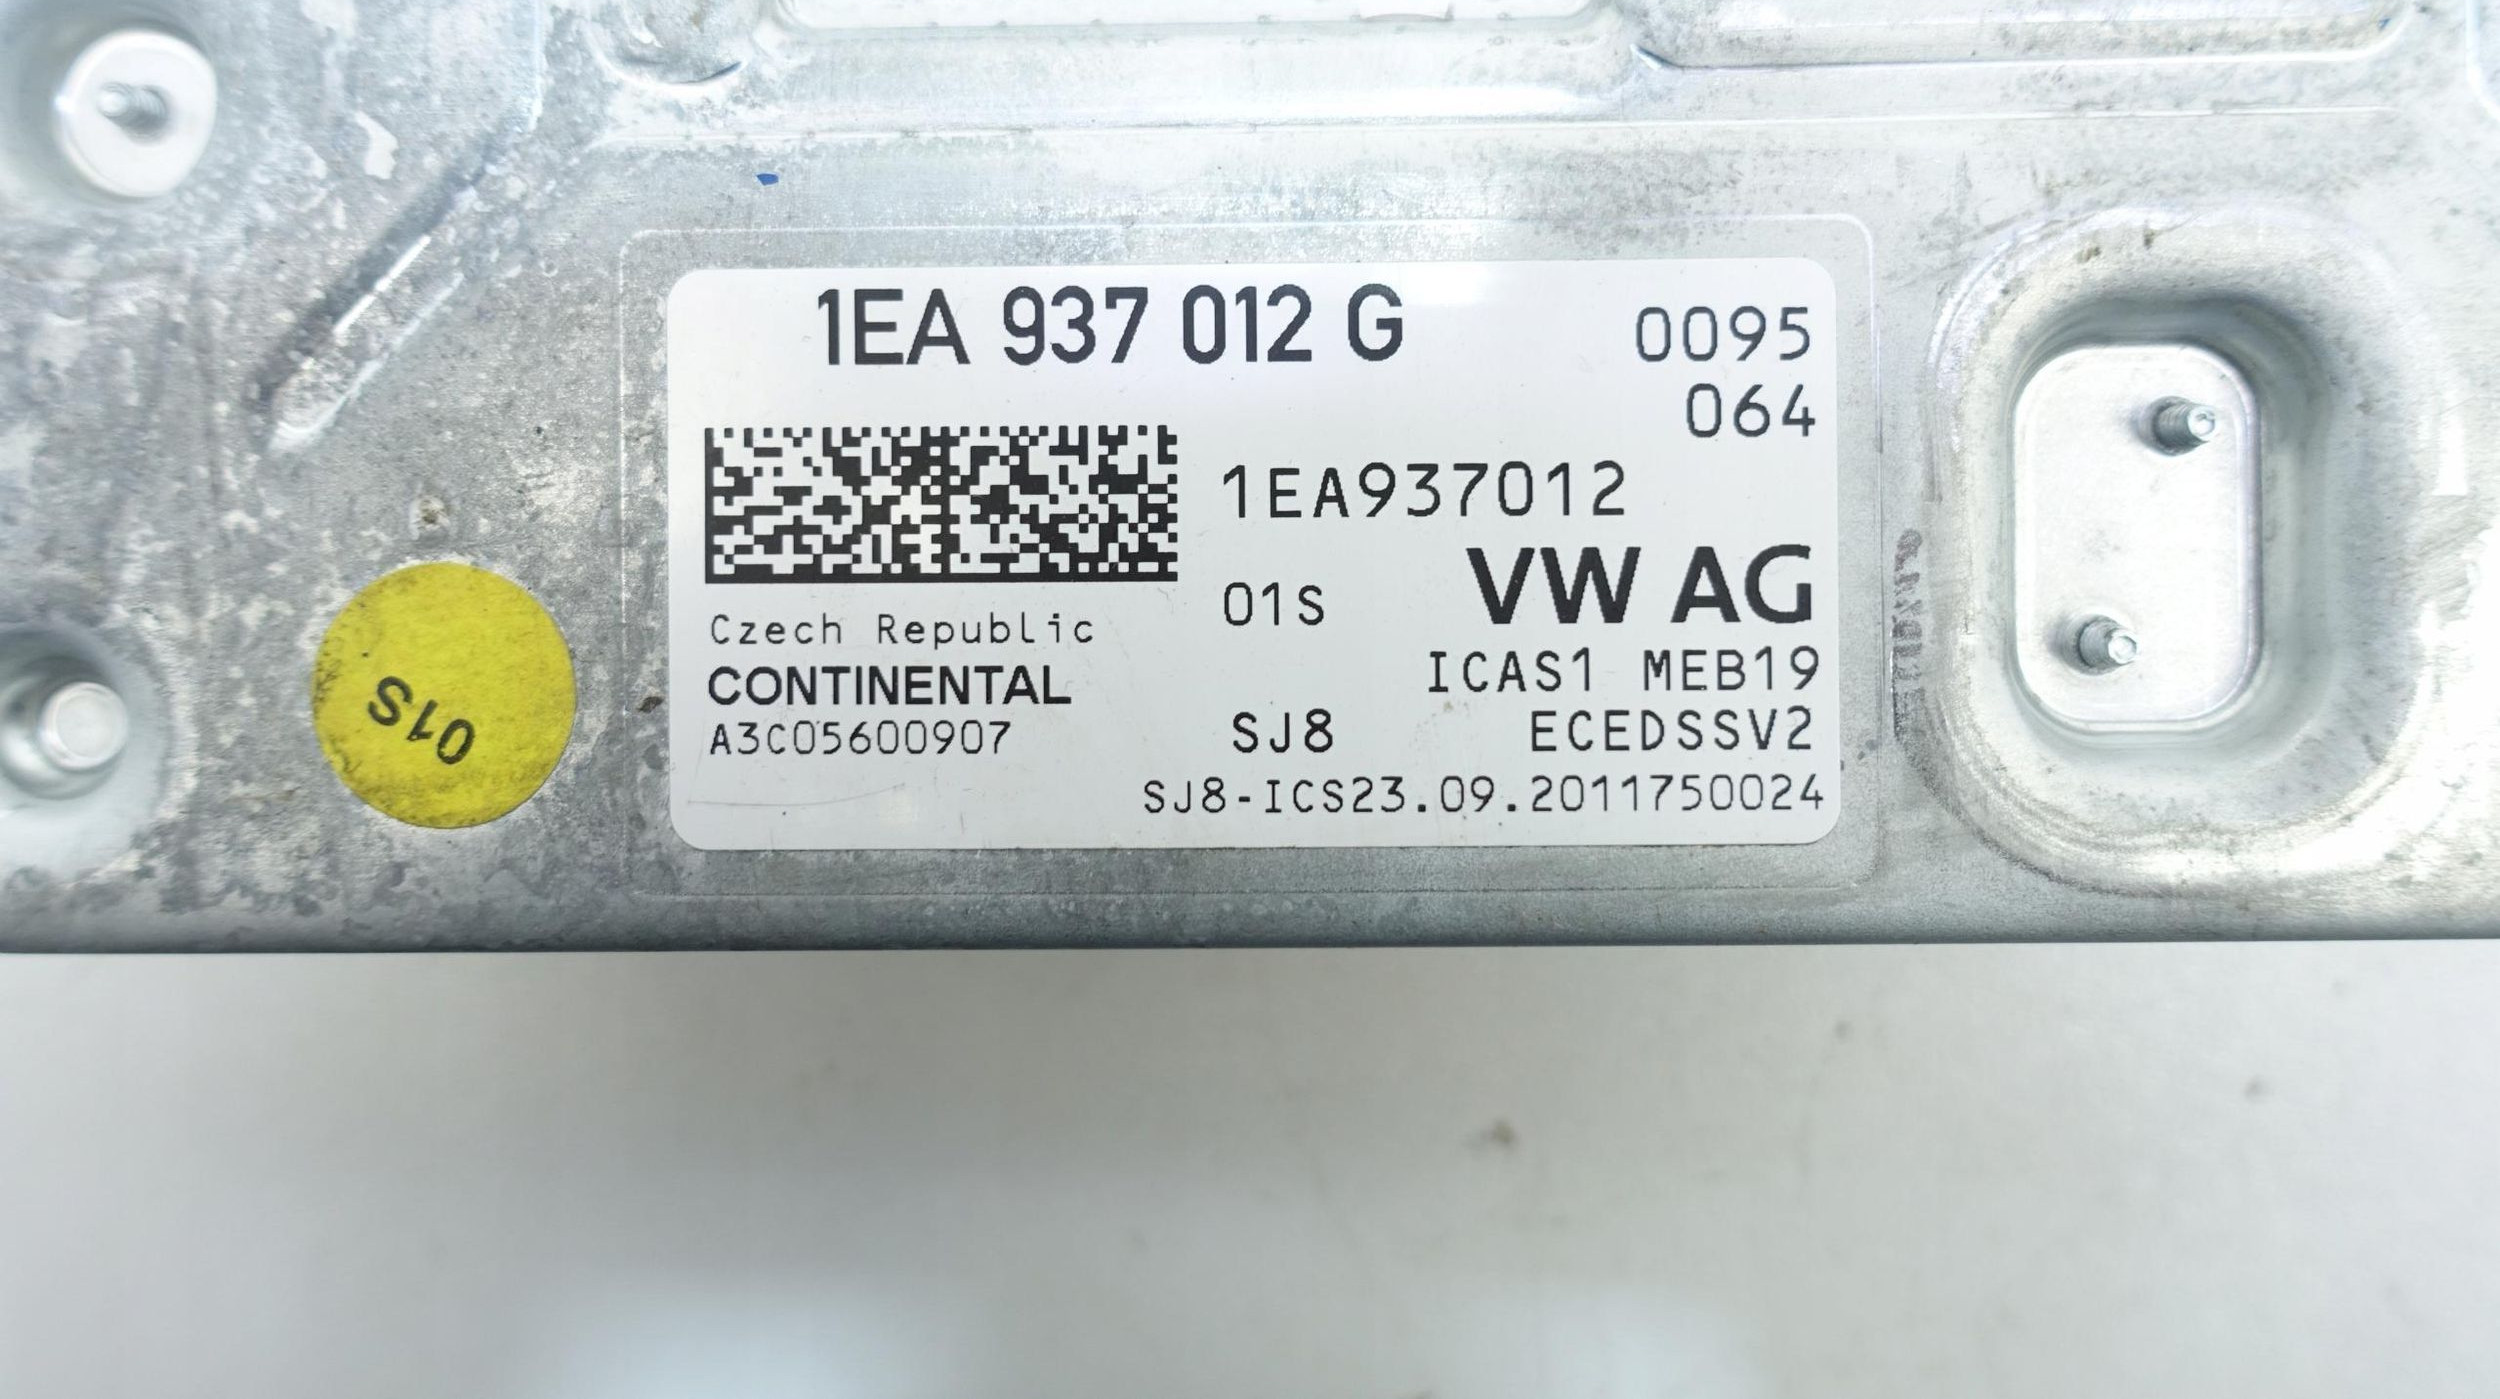 1EA 937 012 G
0095
064
1EA937012
01S
VW AG
Czech Republic
CONTINENTAL
ICAS1 MEB19
A3C05600907
SJ8
ECEDSSV2
SJ8-ICS23.09.2011750024
01S